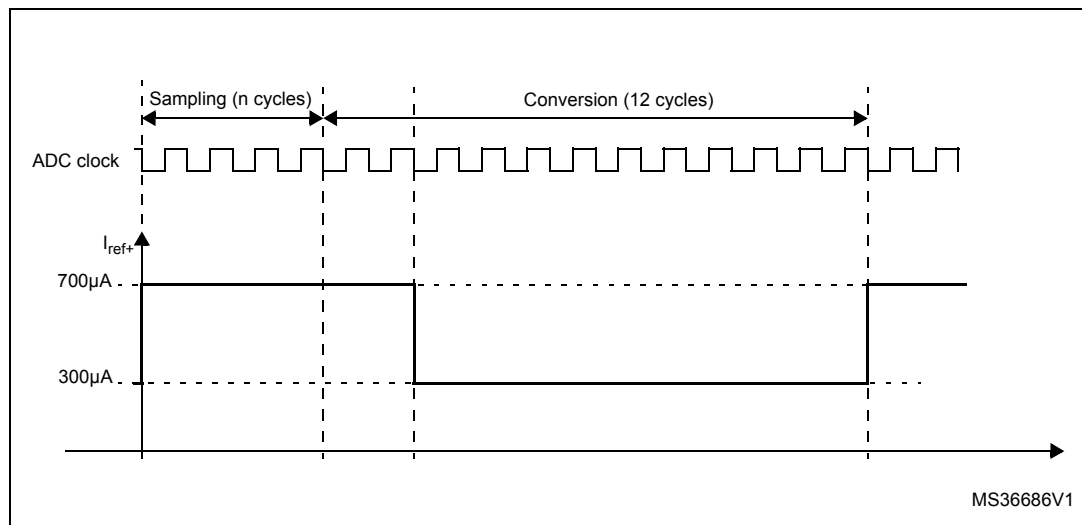 Sampling (n cycles)
Conversion (12 cycles)
ADC clock
Iref+
700µA
300µA
MS36686V1